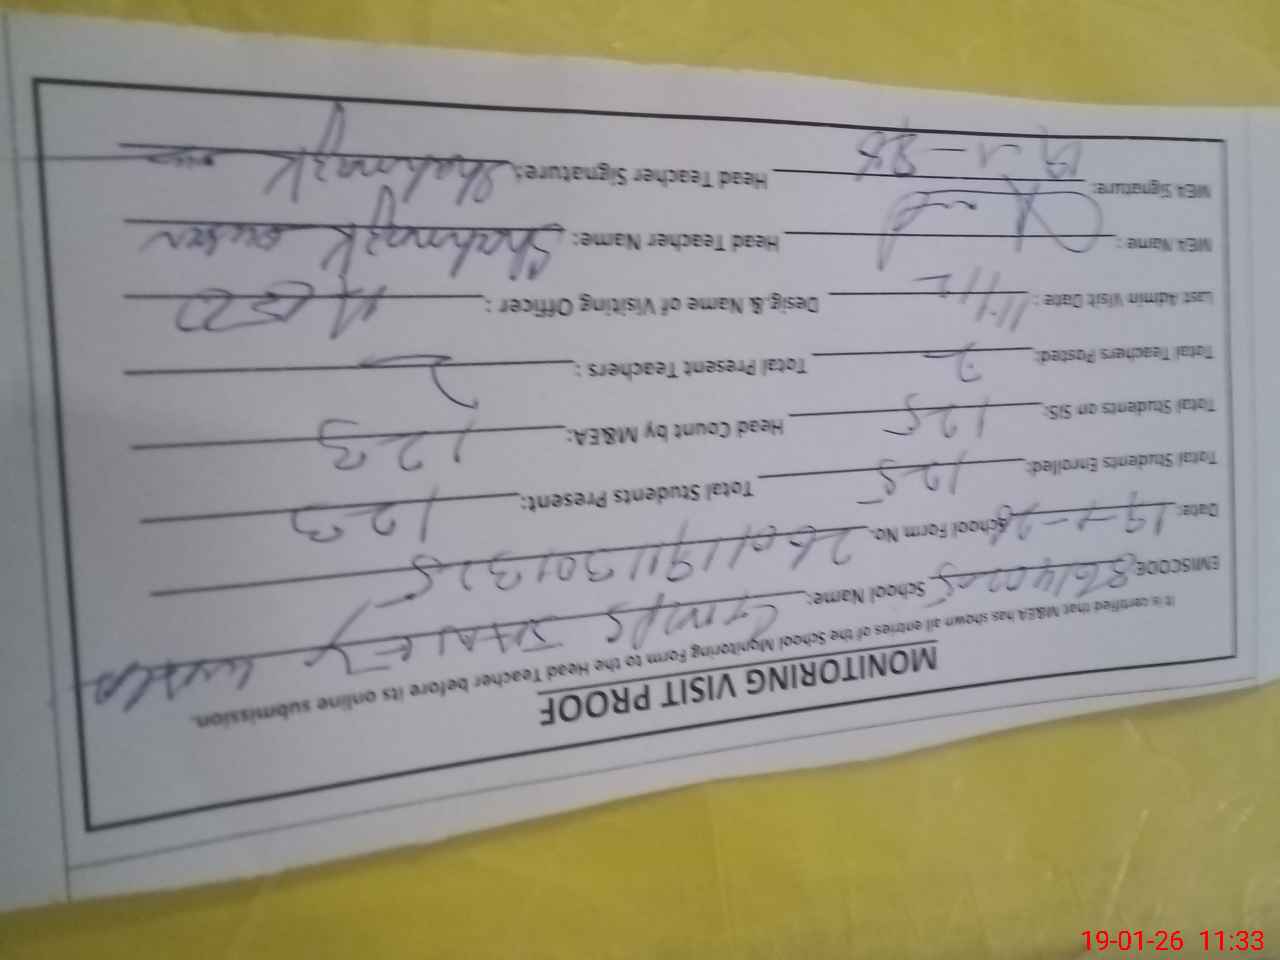 MONITORING VISIT PROOF
It is certified that M&EA has shown all entries of the School Monitoring Form to the Head Teacher before its online submission.
EMISCODE School Name: GMPS
Date: 19-1-26 School Form No. 2601191130132 5
Total Students Enrolled: 125 Total Students Present: 123
Total Students on SIS: 125 Head Count by M&EA: 123
Total Teachers Posted: 2 Total Present Teachers : 2
Last Admin Visit Date : 11/12 Desig.& Name of Visiting Officer :
MEA Name : Head Teacher Name: Shahnazk
MEA Signature: Head Teacher Signature: Shahnazk
19-01-26 11:33